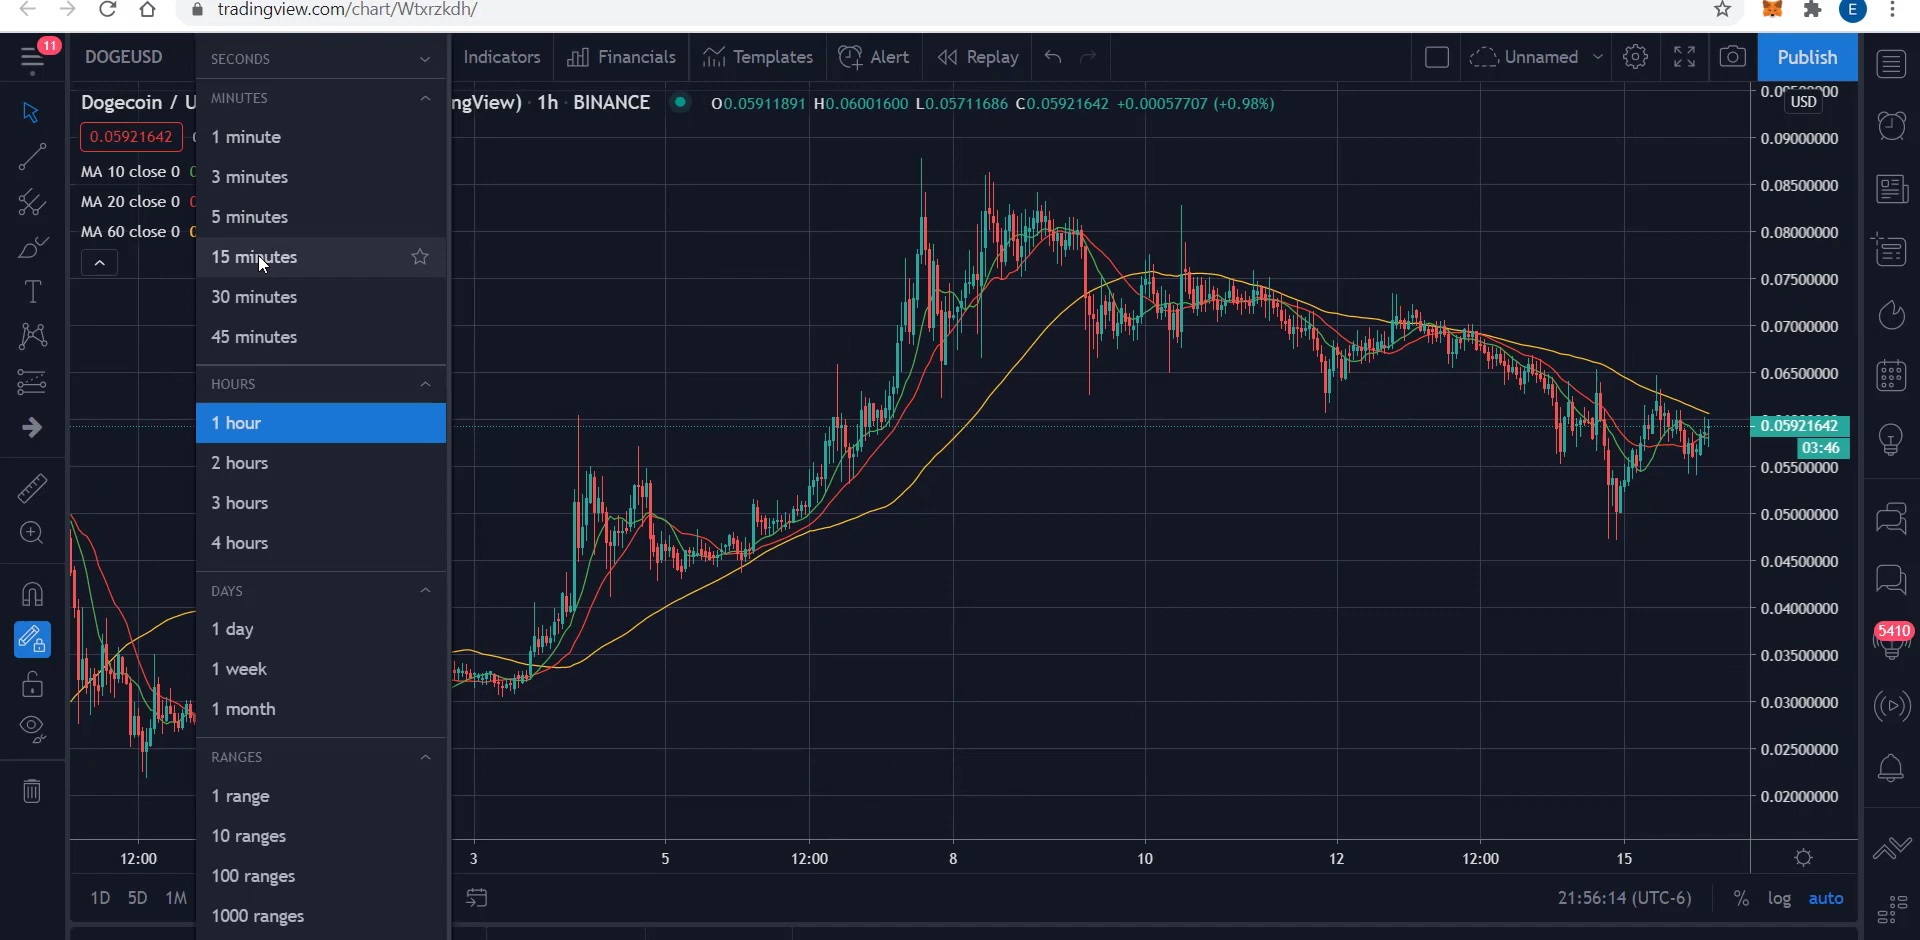 tradingview.com/chart/Wtxrzkdh/
E
11
DOGEUSD
SECONDS
Indicators
Financials
Templates
Alert
Replay
Unnamed
Publish
Dogecoin / U
ngView) · 1h · BINANCE
O0.05911891 H0.06001600 L0.05711686 C0.05921642 +0.00057707 (+0.98%)
USD
0.05921642
MA 10 close 0
MA 20 close 0
MA 60 close 0
MINUTES
1 minute
3 minutes
5 minutes
15 minutes
30 minutes
45 minutes
HOURS
1 hour
2 hours
3 hours
4 hours
DAYS
1 day
1 week
1 month
RANGES
1 range
10 ranges
100 ranges
1000 ranges
0.09000000
0.08500000
0.08000000
0.07500000
0.07000000
0.06500000
0.05921642
03:46
0.05500000
0.05000000
0.04500000
0.04000000
0.03500000
0.03000000
0.02500000
0.02000000
5410
12:00
3
5
12:00
8
10
12
12:00
15
1D
5D
1M
21:56:14 (UTC-6)
%
log
auto